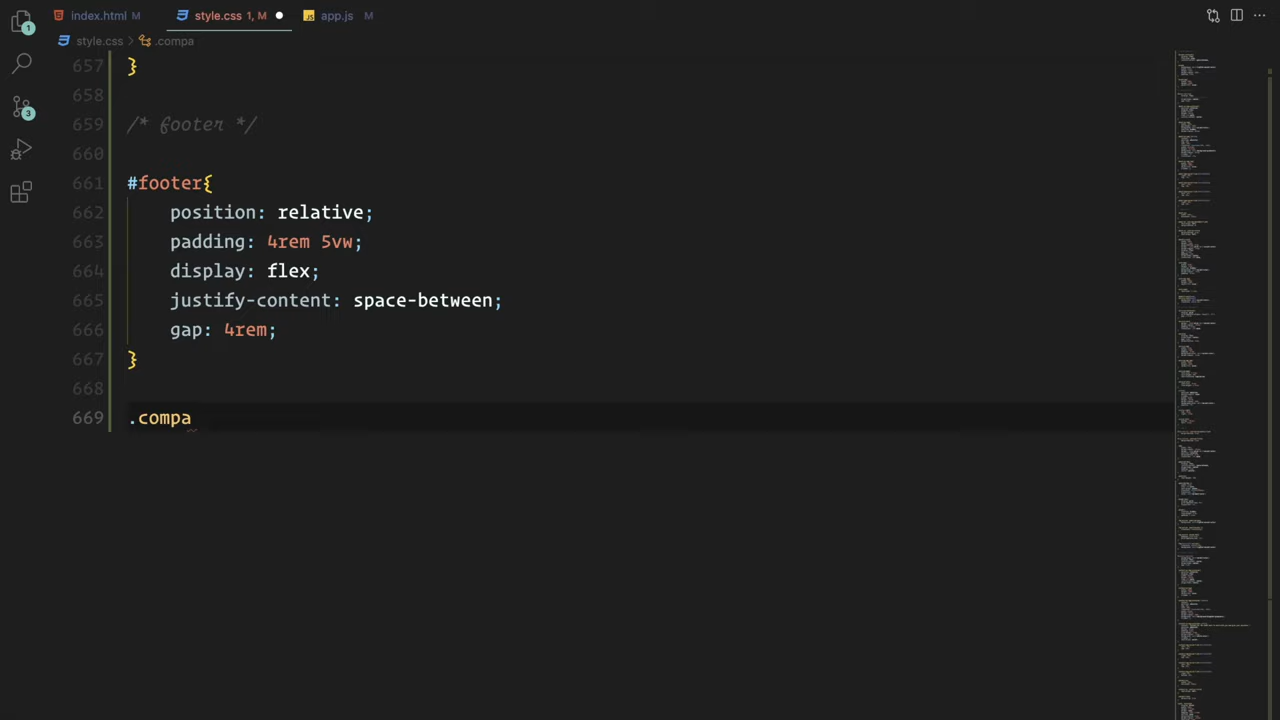 1
index.html M
style.css 1, M
app.js M
style.css > .compa
657 }
658
659 /* footer */
660
661 #footer{
662 position: relative;
663 padding: 4rem 5vw;
664 display: flex;
665 justify-content: space-between;
666 gap: 4rem;
667 }
668
669 .compa
3